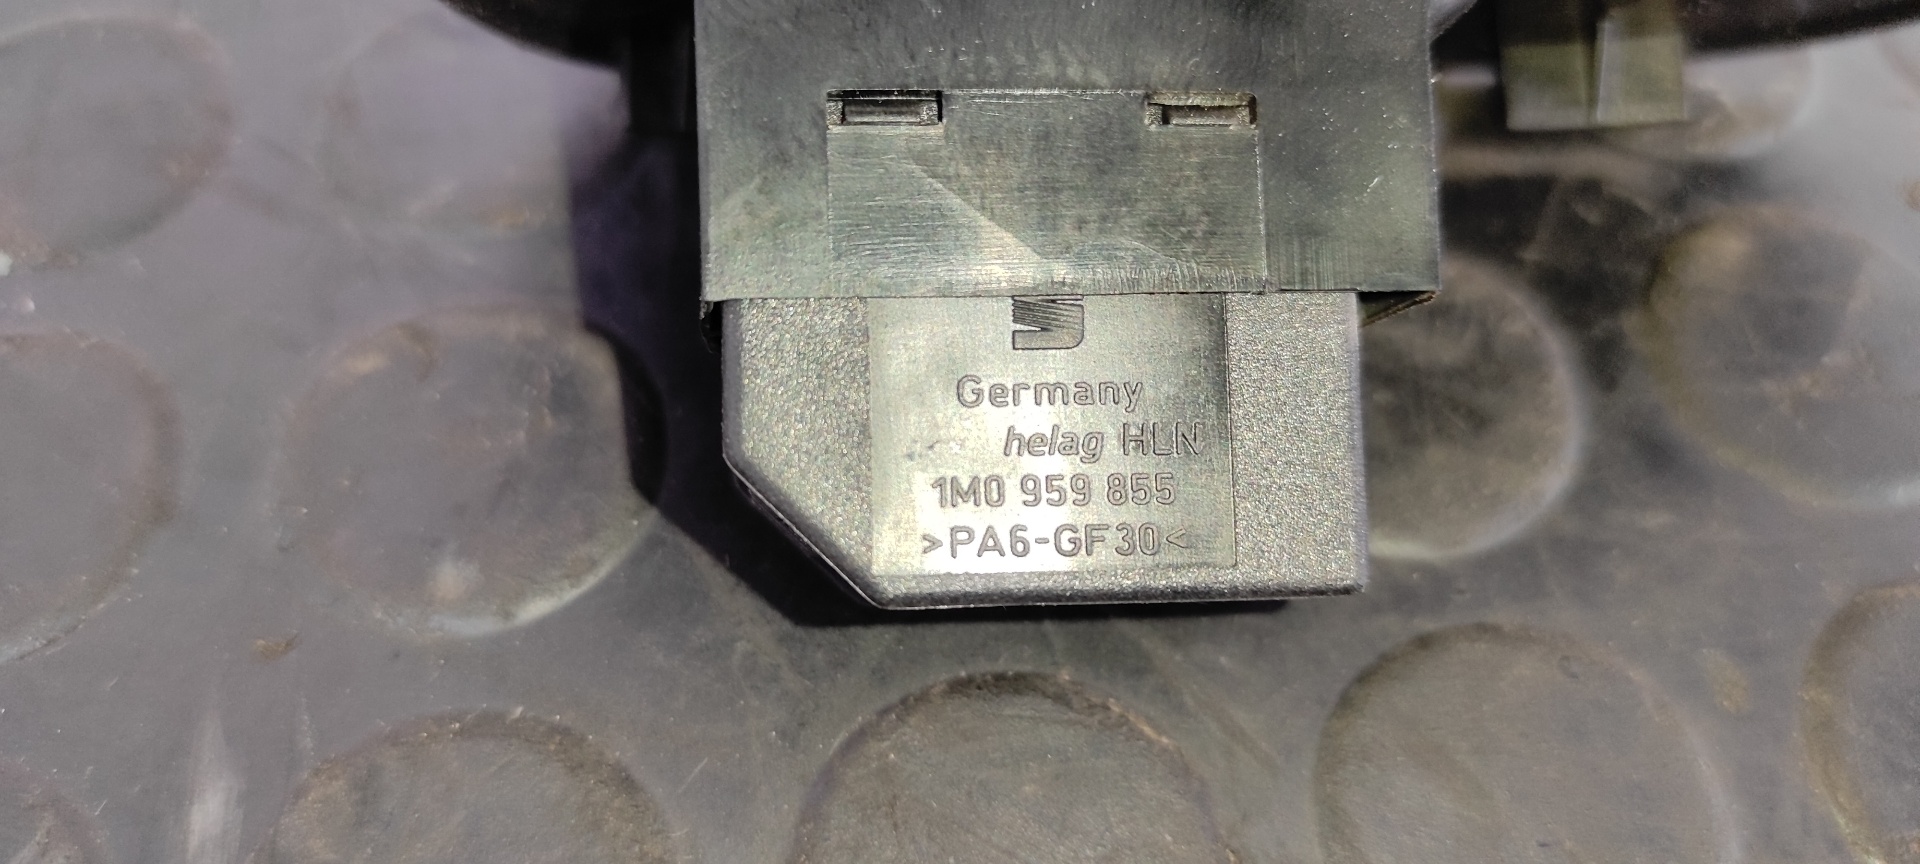 Germany
helag HLN
1M0 959 855
>PA6-GF30<